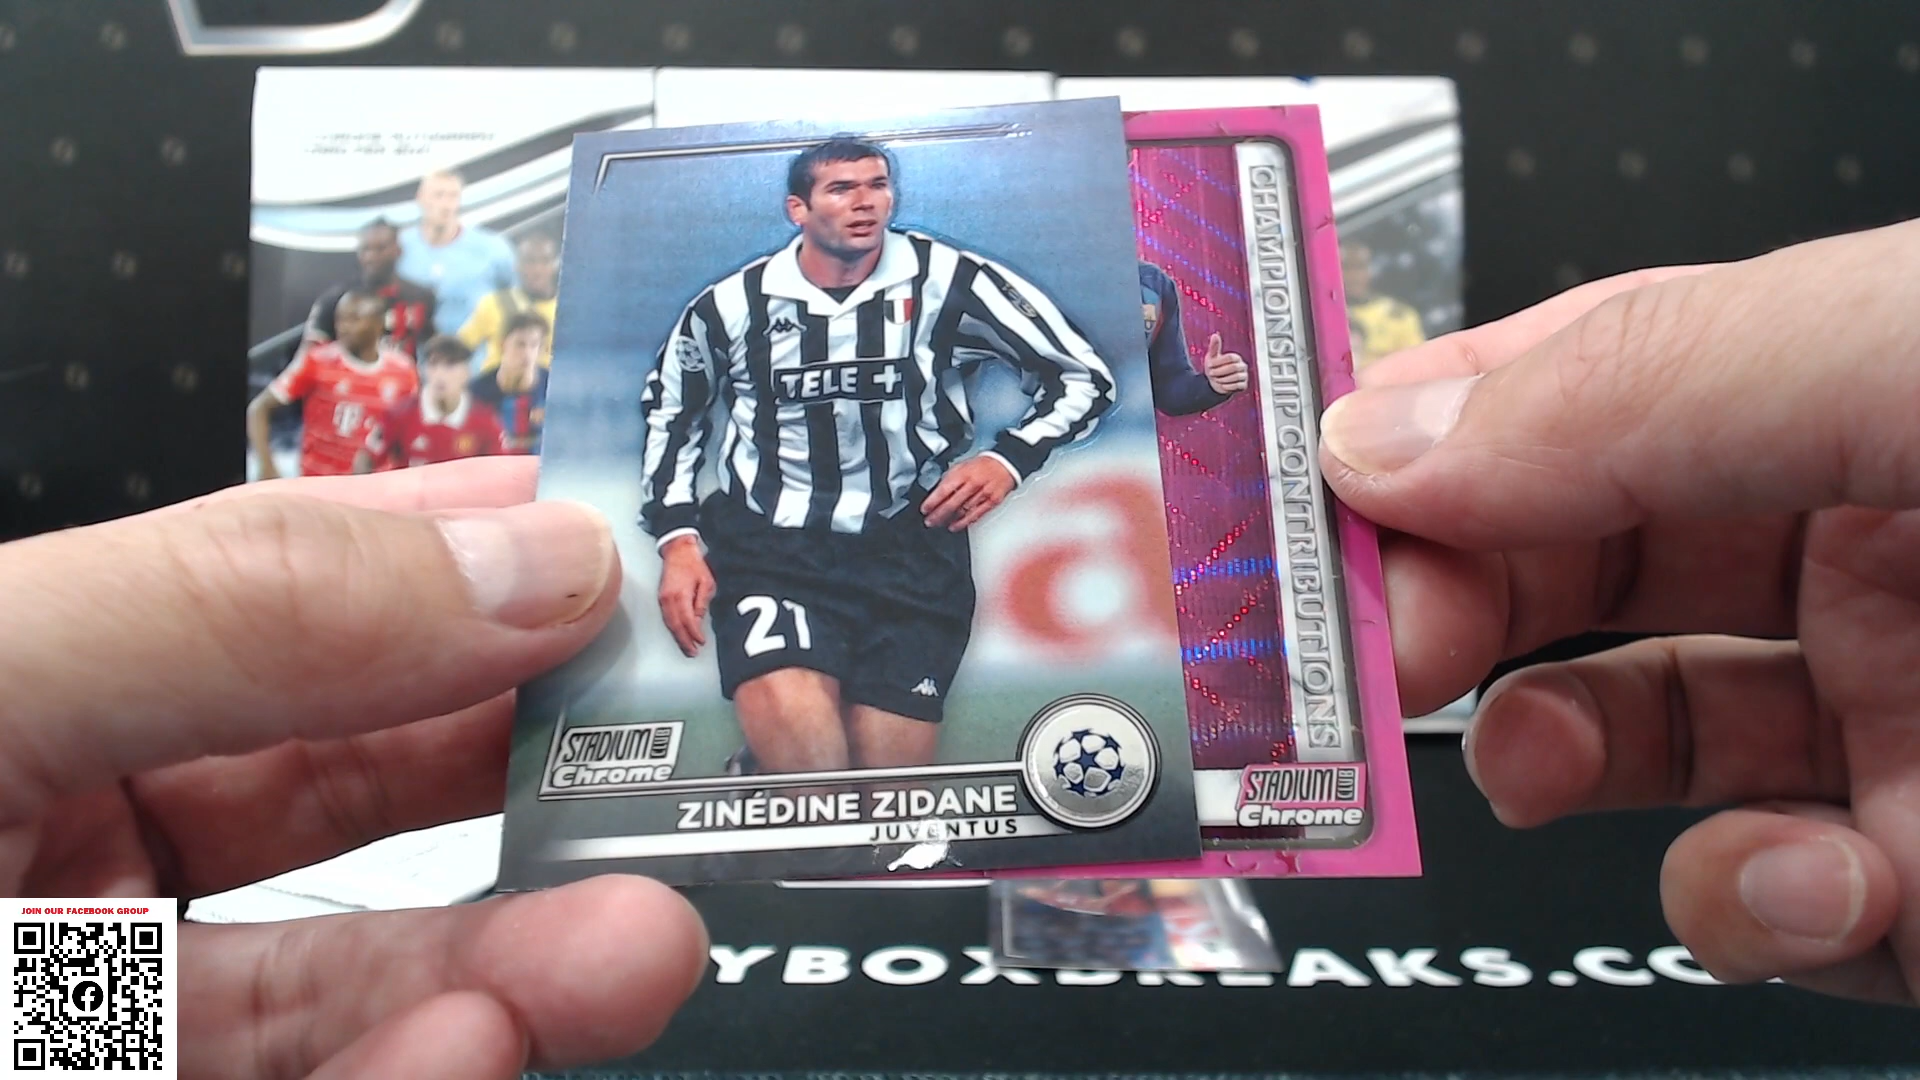 TELE +
21
STADIUM CLUB
Chrome
ZINÉDINE ZIDANE
JUVENTUS
CHAMPIONSHIP CONTRIBUTIONS
STADIUM CLUB
Chrome
YBOXBREAKS.CO
JOIN OUR FACEBOOK GROUP